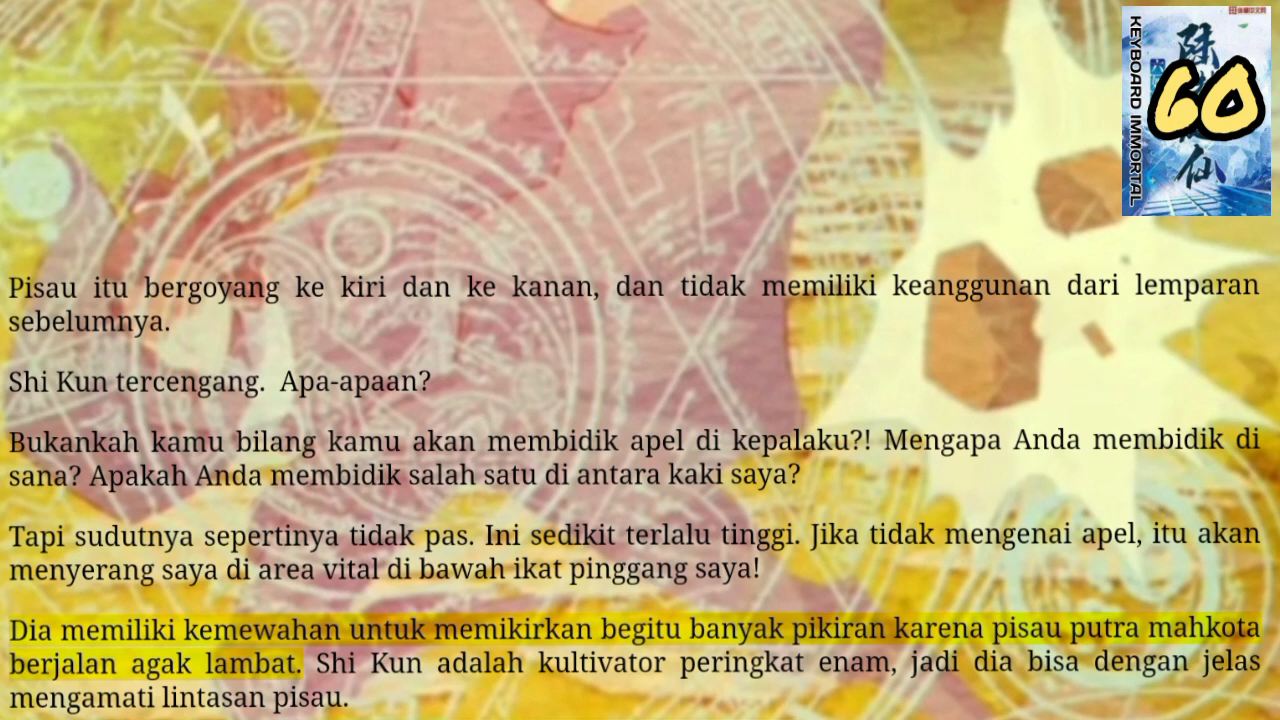 KEYBOARD IMMORTAL
60
仙
Pisau itu bergoyang ke kiri dan ke kanan, dan tidak memiliki keanggunan dari lemparan
sebelumnya.
Shi Kun tercengang.  Apa-apaan?
Bukankah kamu bilang kamu akan membidik apel di kepalaku?! Mengapa Anda membidik di
sana? Apakah Anda membidik salah satu di antara kaki saya?
Tapi sudutnya sepertinya tidak pas. Ini sedikit terlalu tinggi. Jika tidak mengenai apel, itu akan
menyerang saya di area vital di bawah ikat pinggang saya!
Dia memiliki kemewahan untuk memikirkan begitu banyak pikiran karena pisau putra mahkota
berjalan agak lambat. Shi Kun adalah kultivator peringkat enam, jadi dia bisa dengan jelas
mengamati lintasan pisau.